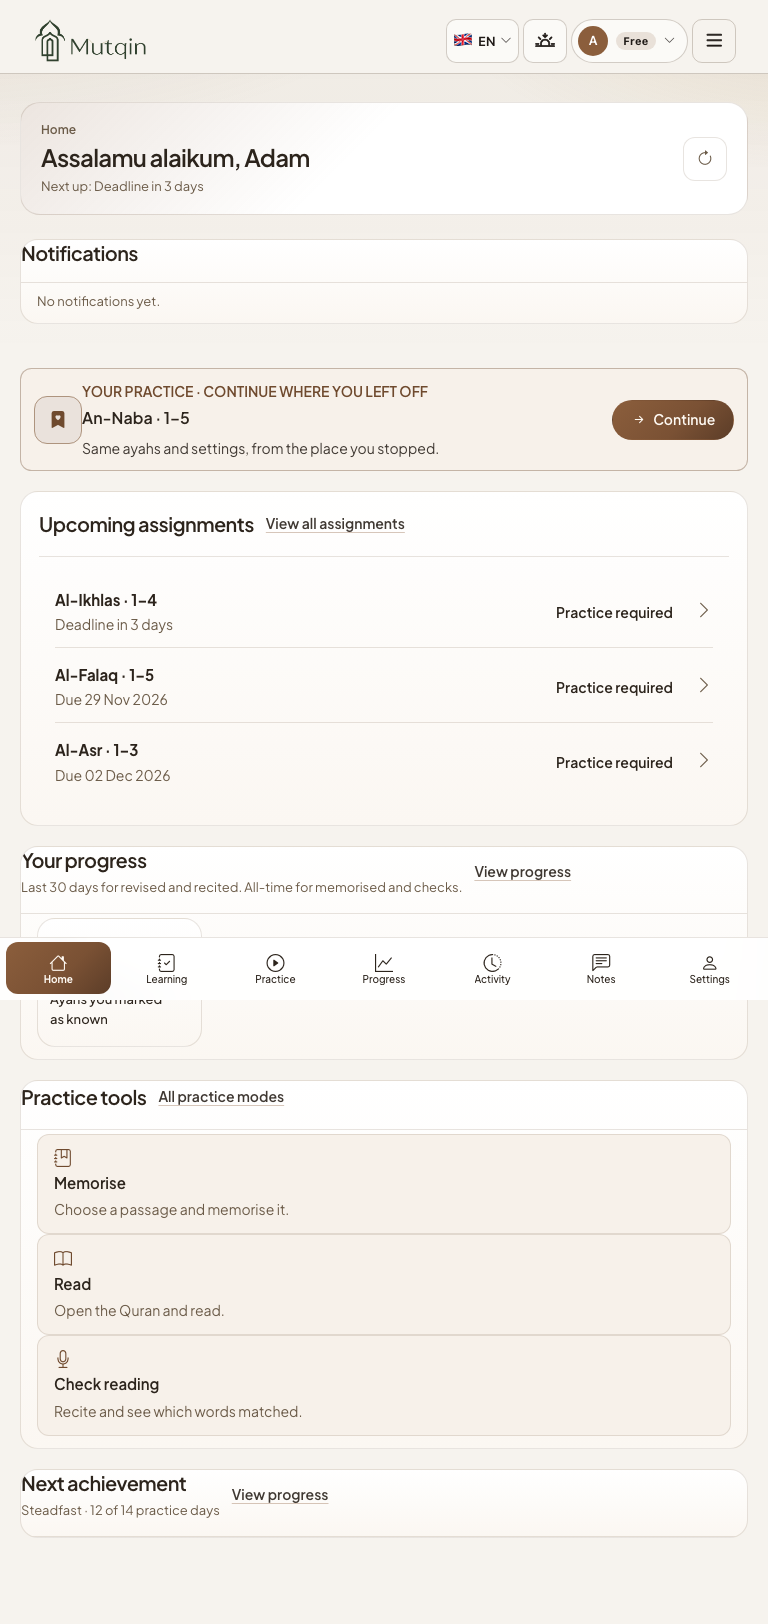 Mutqin
EN
A
Free
Home
Assalamu alaikum, Adam
Next up: Deadline in 3 days
Notifications
No notifications yet.
YOUR PRACTICE · CONTINUE WHERE YOU LEFT OFF
An-Naba · 1–5
Same ayahs and settings, from the place you stopped.
Continue
Upcoming assignments
View all assignments
Al-Ikhlas · 1–4
Deadline in 3 days
Practice required
Al-Falaq · 1–5
Due 29 Nov 2026
Practice required
Al-Asr · 1–3
Due 02 Dec 2026
Practice required
Your progress
Last 30 days for revised and recited. All-time for memorised and checks.
View progress
Home
Learning
Practice
Progress
Activity
Notes
Settings
Ayahs you marked
as known
Practice tools
All practice modes
Memorise
Choose a passage and memorise it.
Read
Open the Quran and read.
Check reading
Recite and see which words matched.
Next achievement
Steadfast · 12 of 14 practice days
View progress